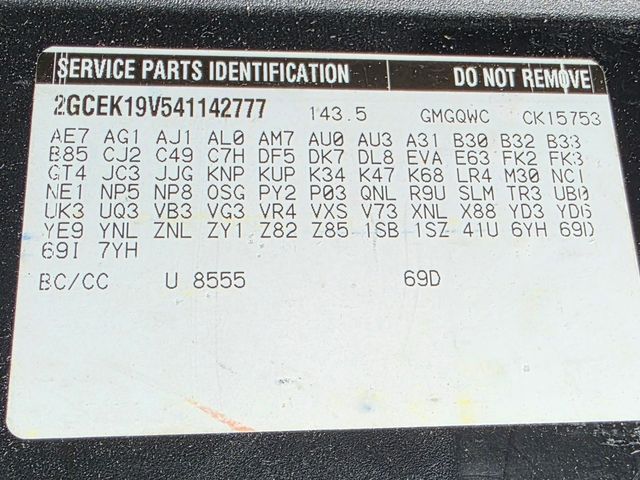 SERVICE PARTS IDENTIFICATION DO NOT REMOVE
2GCEK19V541142777 143.5 GMGQWC CK15753
AE7 AG1 AJ1 AL0 AM7 AU0 AU3 A31 B30 B32 B33
B85 CJ2 C49 C7H DF5 DK7 DL8 EVA E63 FK2 FK3
GT4 JC3 JJG KNP KUP K34 K47 K68 LR4 M30 NC1
NE1 NP5 NP8 OSG PY2 P03 QNL R9U SLM TR3 UB0
UK3 UQ3 VB3 VG3 VR4 VXS V73 XNL X88 YD3 YD6
YE9 YNL ZNL ZY1 Z82 Z85 1SB 1SZ 41U 6YH 69D
69I 7YH
BC/CC U 8555 69D